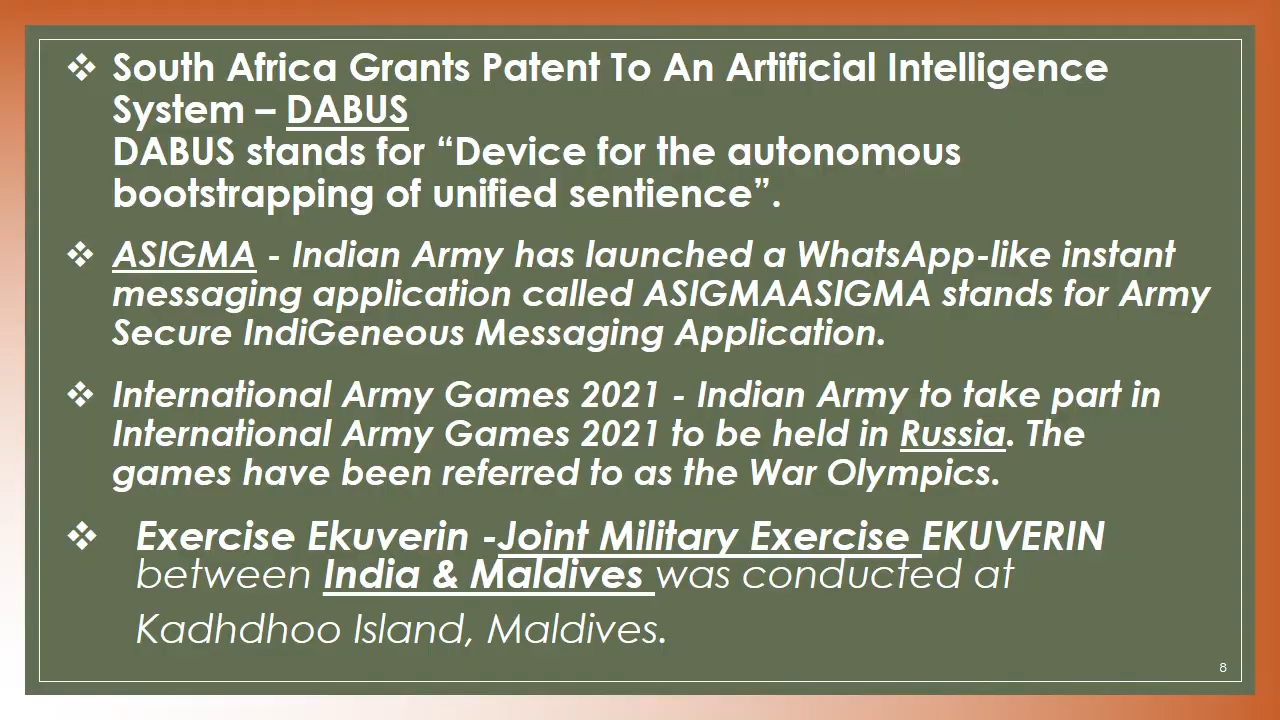 ❖ South Africa Grants Patent To An Artificial Intelligence
System – DABUS
DABUS stands for “Device for the autonomous
bootstrapping of unified sentience”.
❖ ASIGMA - Indian Army has launched a WhatsApp-like instant
messaging application called ASIGMAASIGMA stands for Army
Secure IndiGeneous Messaging Application.
❖ International Army Games 2021 - Indian Army to take part in
International Army Games 2021 to be held in Russia. The
games have been referred to as the War Olympics.
❖ Exercise Ekuverin -Joint Military Exercise EKUVERIN
between India & Maldives was conducted at
Kadhdhoo Island, Maldives.
8